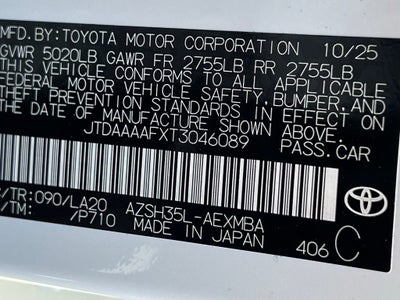 MFD. BY: TOYOTA MOTOR CORPORATION 10/25
GVWR 5020LB GAWR FR 2755LB RR 2755LB
THIS VEHICLE CONFORMS TO ALL APPLICABLE
FEDERAL MOTOR VEHICLE SAFETY, BUMPER, AND
THEFT PREVENTION STANDARDS IN EFFECT ON
THE DATE OF MANUFACTURE SHOWN ABOVE.
JTDAAAAFXT3046089 PASS.CAR
C/TR:090/LA20 AZSH35L-AEXMBA
/TM: /P710 MADE IN JAPAN 406 C
TOYOTA